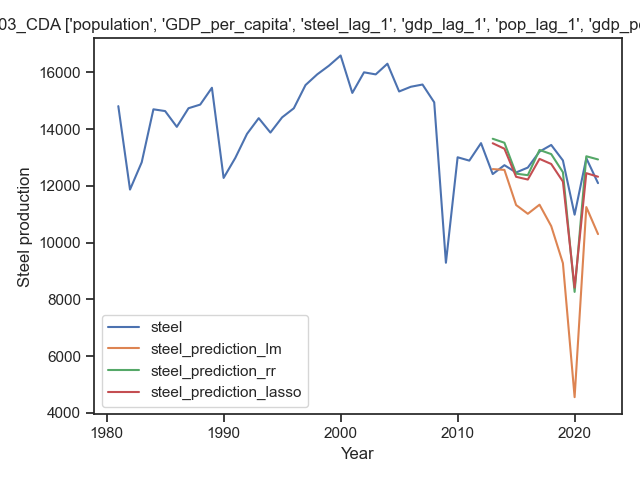 03_CDA ['population', 'GDP_per_capita', 'steel_lag_1', 'gdp_lag_1', 'pop_lag_1',
16000
14000
12000
10000
8000
6000
4000
Steel production
steel
steel_prediction_lm
steel_prediction_rr
steel_prediction_lasso
1980
1990
2000
2010
2020
Year